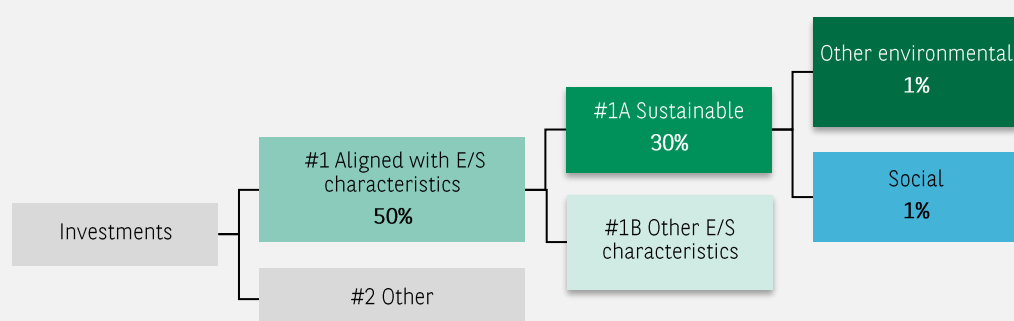 Other environmental
1%
#1A Sustainable
30%
#1 Aligned with E/S
characteristics
50%
Social
1%
Investments
#1B Other E/S
characteristics
#2 Other